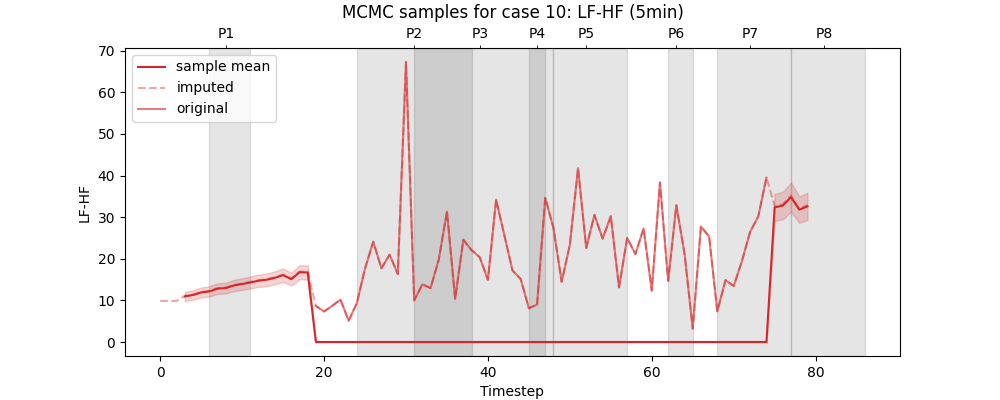 MCMC samples for case 10: LF-HF (5min)
P1 P2 P3 P4 P5 P6 P7 P8
sample mean
imputed
original
70
60
50
40
30
20
10
0
LF-HF
0 20 40 60 80
Timestep